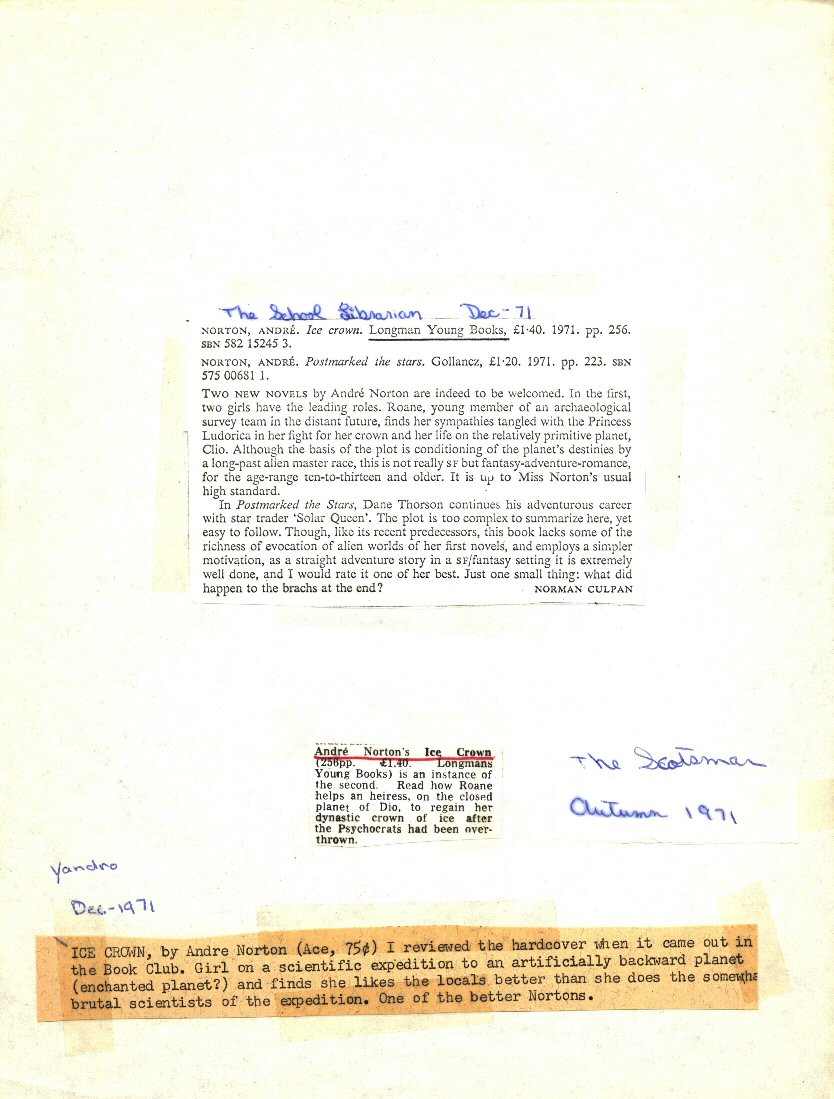 The School Librarian — Dec-71
NORTON, ANDRÉ. Ice crown. Longman Young Books, £1·40. 1971. pp. 256.
SBN 582 15245 3.
NORTON, ANDRÉ. Postmarked the stars. Gollancz, £1·20. 1971. pp. 223. SBN
575 00681 1.
TWO NEW NOVELS by André Norton are indeed to be welcomed. In the first,
two girls have the leading roles. Roane, young member of an archaeological
survey team in the distant future, finds her sympathies tangled with the Princess
Ludorica in her fight for her crown and her life on the relatively primitive planet,
Clio. Although the basis of the plot is conditioning of the planet's destinies by
a long-past alien master race, this is not really SF but fantasy-adventure-romance,
for the age-range ten-to-thirteen and older. It is up to Miss Norton's usual
high standard.
In Postmarked the Stars, Dane Thorson continues his adventurous career
with star trader 'Solar Queen'. The plot is too complex to summarize here, yet
easy to follow. Though, like its recent predecessors, this book lacks some of the
richness of evocation of alien worlds of her first novels, and employs a simpler
motivation, as a straight adventure story in a SF/fantasy setting it is extremely
well done, and I would rate it one of her best. Just one small thing: what did
happen to the brachs at the end? NORMAN CULPAN
André Norton's Ice Crown
(256pp. £1.40. Longmans
Young Books) is an instance of
the second. Read how Roane
helps an heiress, on the closed
planet of Dio, to regain her
dynastic crown of ice after
the Psychocrats had been over-
thrown.
The Scotsman
Autumn 1971
Yandro
Dec.-1971
ICE CROWN, by Andre Norton (Ace, 75¢) I reviewed the hardcover when it came out in
the Book Club. Girl on a scientific expedition to an artificially backward planet
(enchanted planet?) and finds she likes the locals better than she does the somewha
brutal scientists of the expedition. One of the better Nortons.